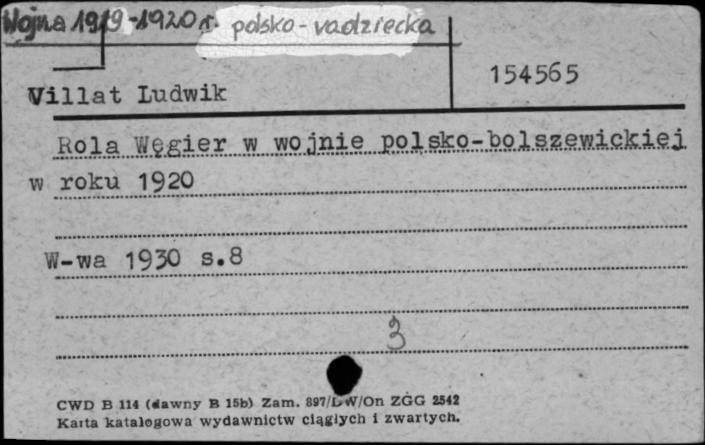 Wojna 1919-1920 r. polsko-radziecka
154565
Villat Ludwik
Rola Węgier w wojnie polsko-bolszewickiej
w roku 1920
W-wa 1930 s.8
3
CWD B 114 (dawny B 15b) Zam. 897/DW/On ZGG 2542
Karta katalogowa wydawnictw ciągłych i zwartych.